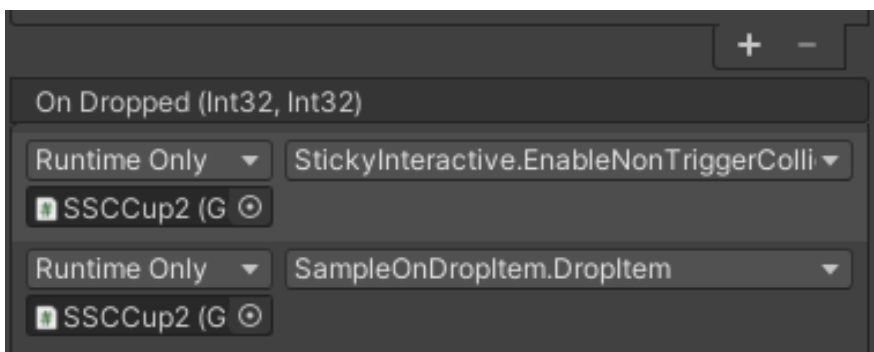 On Dropped (Int32, Int32)
Runtime Only StickyInteractive.EnableNonTriggerColli
SSCCup2 (G
Runtime Only SampleOnDropItem.DropItem
SSCCup2 (G